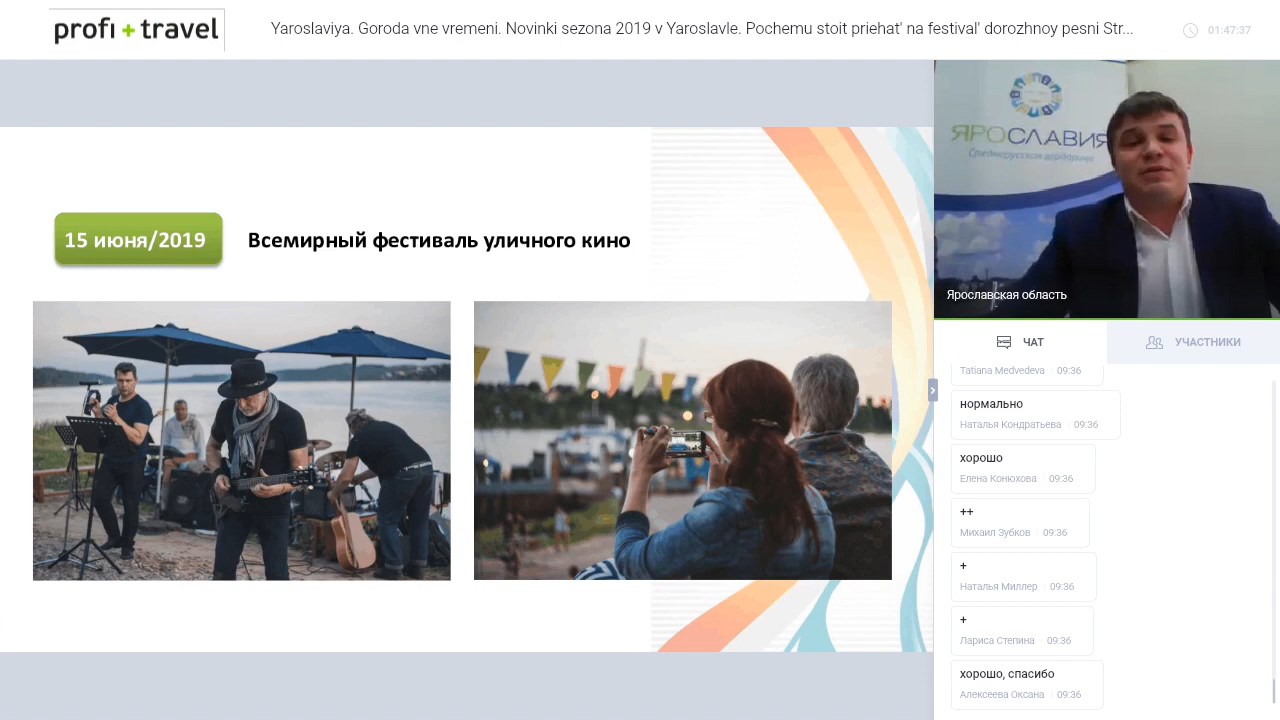 profi + travel
Yaroslaviya. Goroda vne vremeni. Novinki sezona 2019 v Yaroslavle. Pochemu stoit priehat' na festival' dorozhnoy pesni Str...
01:47:37
15 июня/2019
Всемирный фестиваль уличного кино
ЯРОСЛАВИЯ
Ярославская область
ЧАТ
УЧАСТНИКИ
Tatiana Medvedeva 09:36
нормально
Наталья Кондратьева 09:36
хорошо
Елена Конюхова 09:36
++
Михаил Зубков 09:36
+
Наталья Миллер 09:36
+
Лариса Степина 09:36
хорошо, спасибо
Алексеева Оксана 09:36